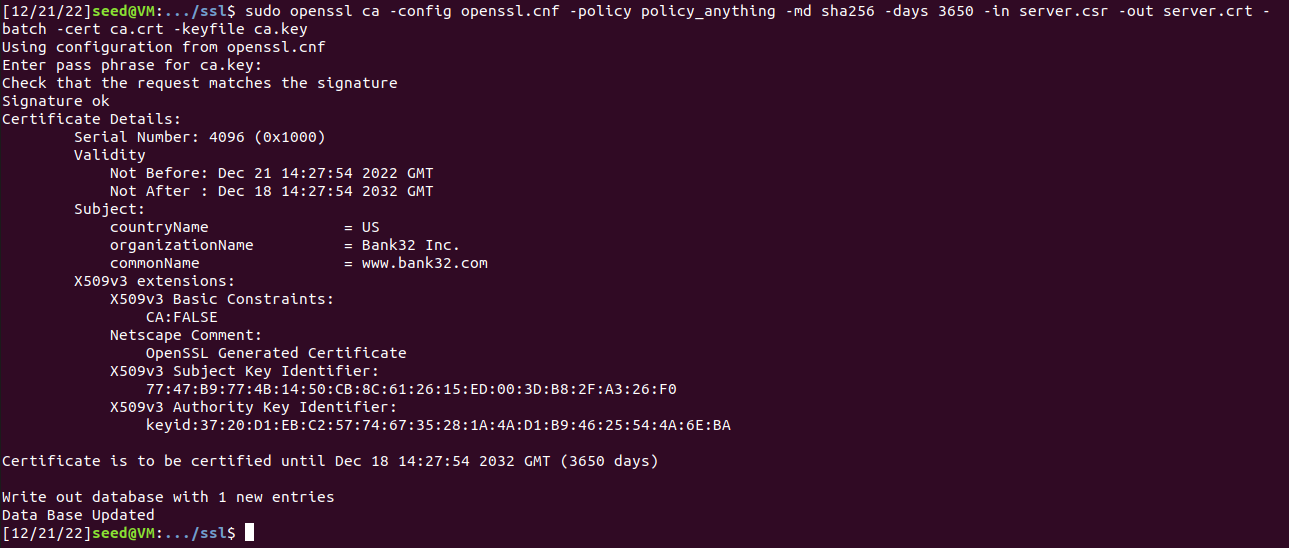 [12/21/22]seed@VM:.../ssl$ sudo openssl ca -config openssl.cnf -policy policy_anything -md sha256 -days 3650 -in server.csr -out server.crt -
batch -cert ca.crt -keyfile ca.key
Using configuration from openssl.cnf
Enter pass phrase for ca.key:
Check that the request matches the signature
Signature ok
Certificate Details:
        Serial Number: 4096 (0x1000)
        Validity
            Not Before: Dec 21 14:27:54 2022 GMT
            Not After : Dec 18 14:27:54 2032 GMT
        Subject:
            countryName               = US
            organizationName          = Bank32 Inc.
            commonName                = www.bank32.com
        X509v3 extensions:
            X509v3 Basic Constraints:
                CA:FALSE
            Netscape Comment:
                OpenSSL Generated Certificate
            X509v3 Subject Key Identifier:
                77:47:B9:77:4B:14:50:CB:8C:61:26:15:ED:00:3D:B8:2F:A3:26:F0
            X509v3 Authority Key Identifier:
                keyid:37:20:D1:EB:C2:57:74:67:35:28:1A:4A:D1:B9:46:25:54:4A:6E:BA
Certificate is to be certified until Dec 18 14:27:54 2032 GMT (3650 days)
Write out database with 1 new entries
Data Base Updated
[12/21/22]seed@VM:.../ssl$